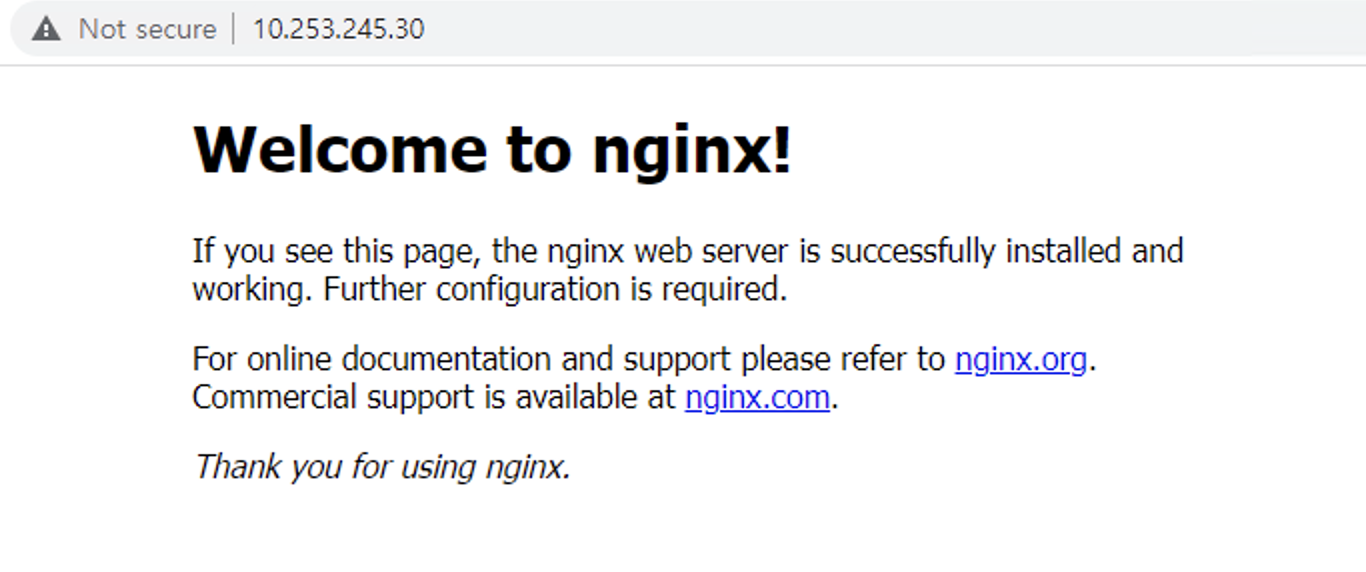 Not secure | 10.253.245.30
Welcome to nginx!
If you see this page, the nginx web server is successfully installed and
working. Further configuration is required.
For online documentation and support please refer to nginx.org.
Commercial support is available at nginx.com.
Thank you for using nginx.